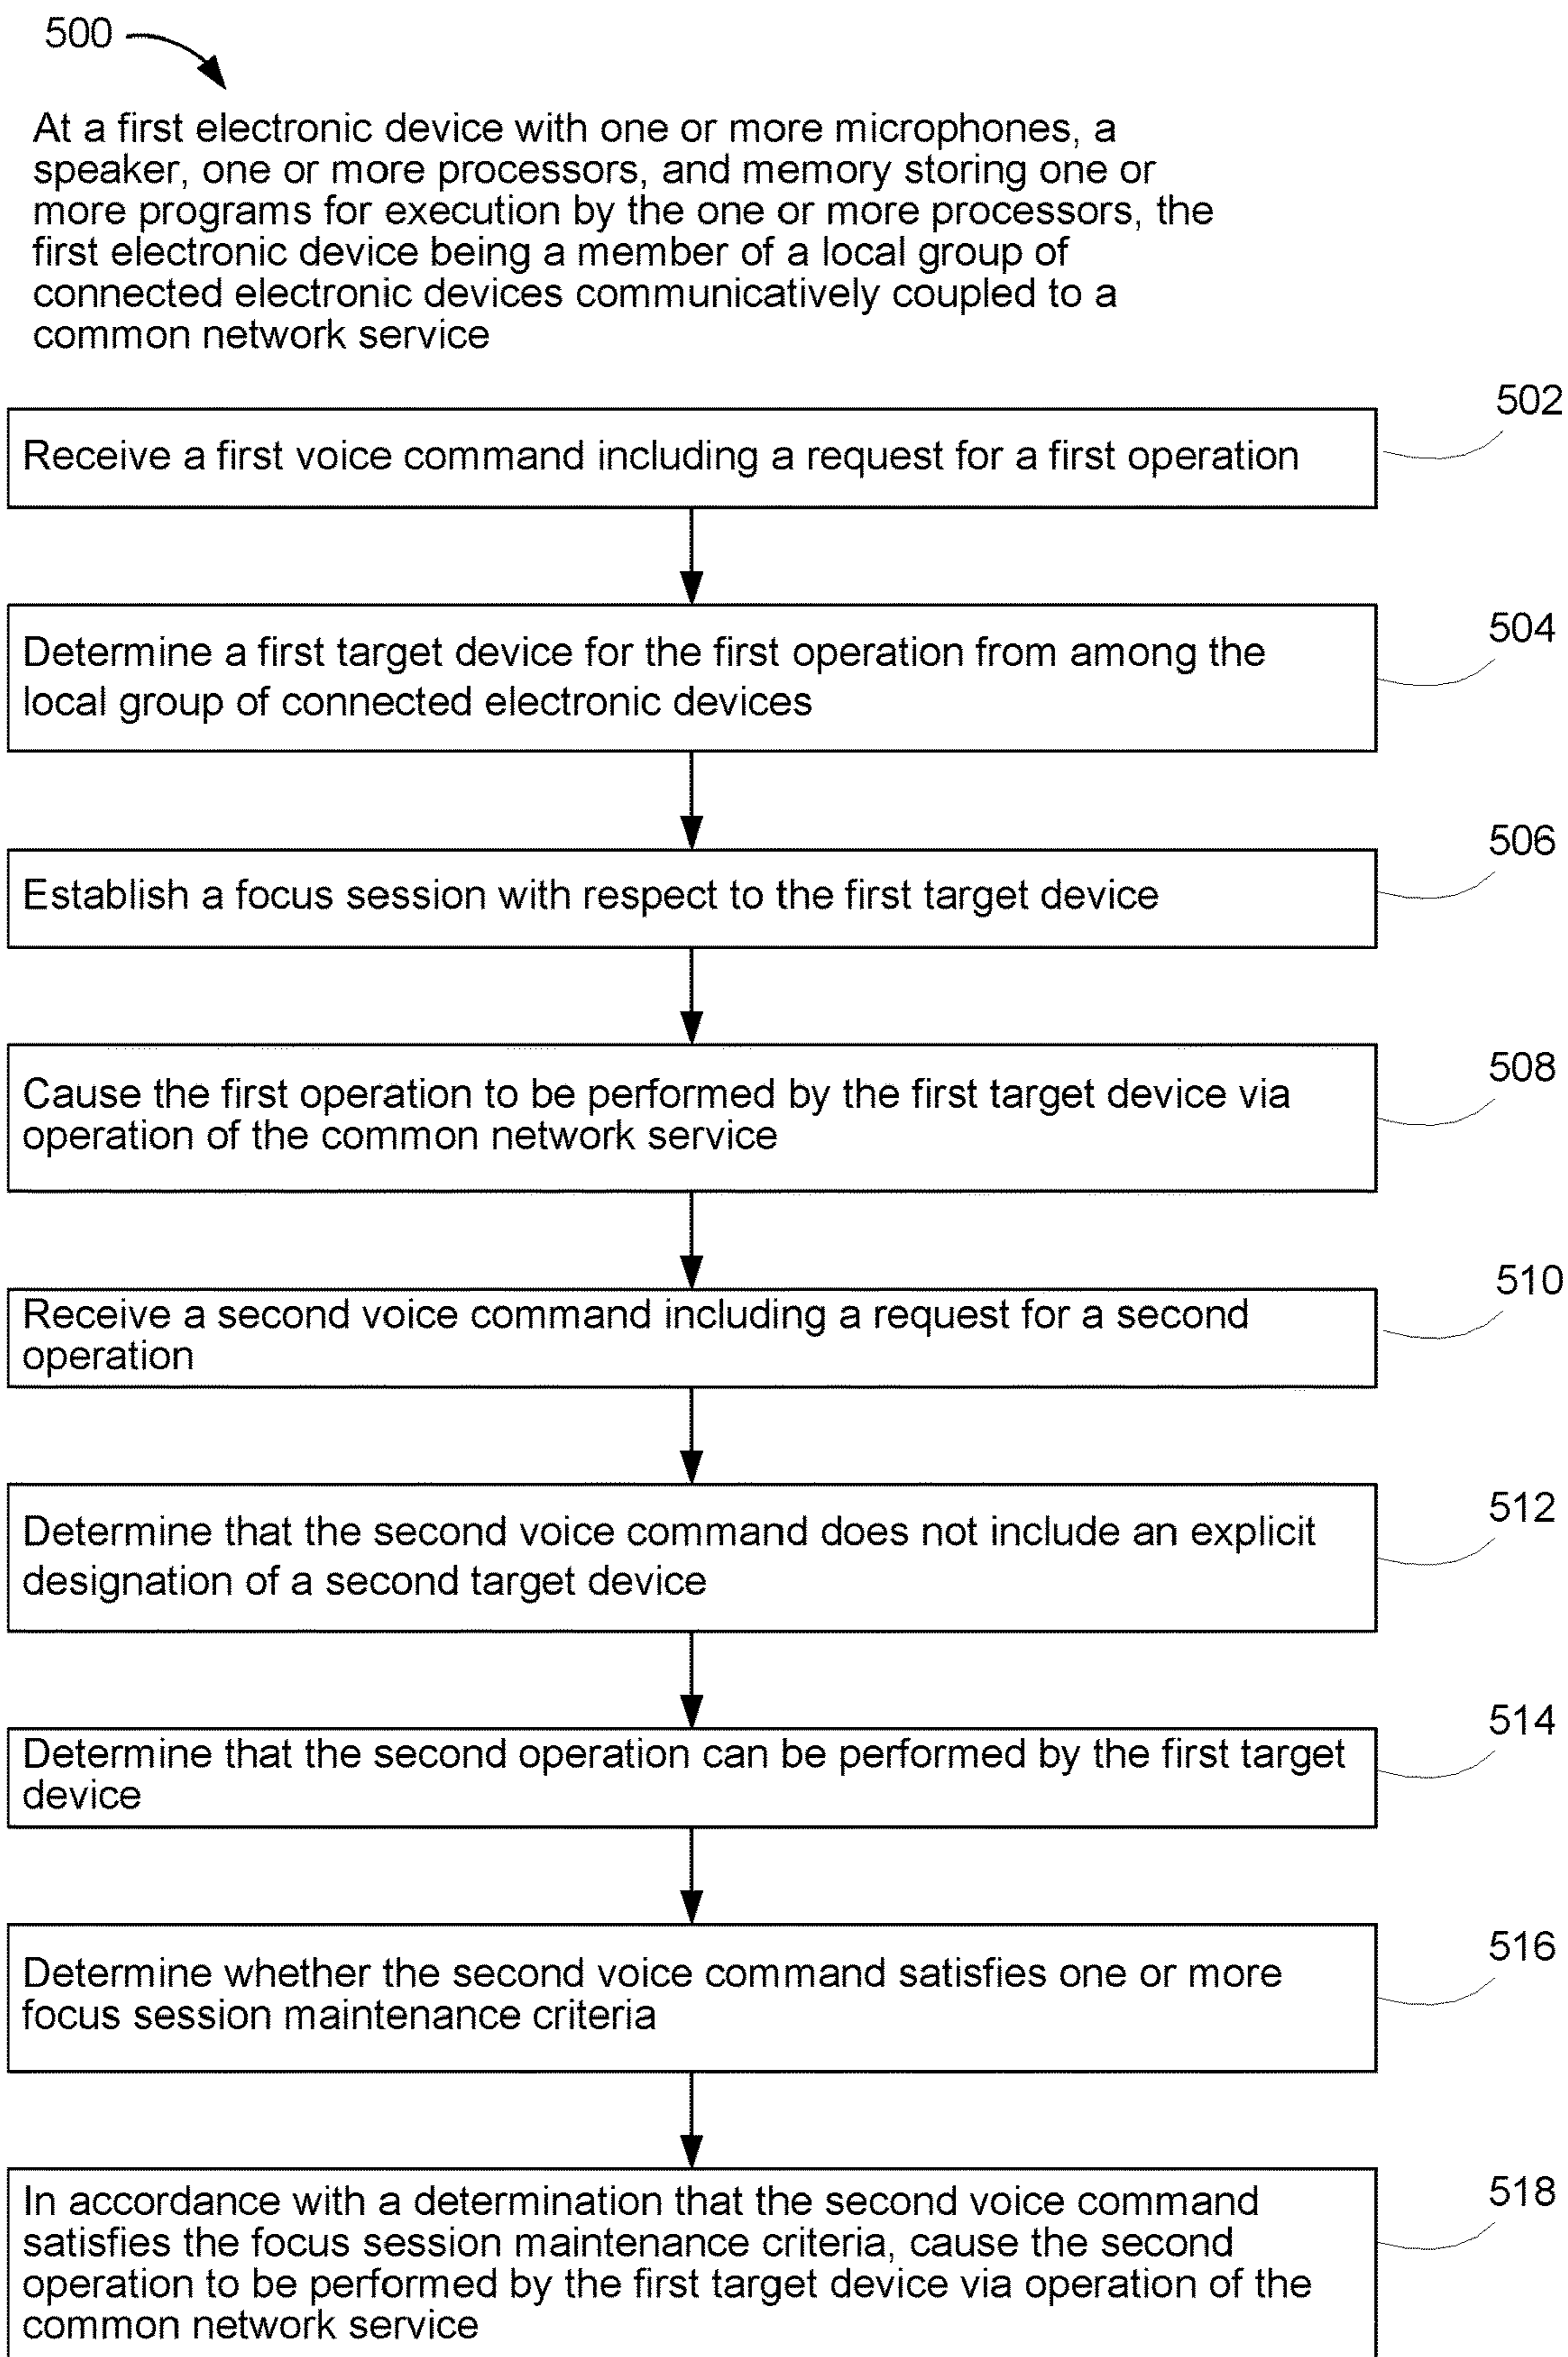 500
At a first electronic device with one or more microphones, a
speaker, one or more processors, and memory storing one or
more programs for execution by the one or more processors, the
first electronic device being a member of a local group of
connected electronic devices communicatively coupled to a
common network service
502
Receive a first voice command including a request for a first operation
504
Determine a first target device for the first operation from among the
local group of connected electronic devices
506
Establish a focus session with respect to the first target device
508
Cause the first operation to be performed by the first target device via
operation of the common network service
510
Receive a second voice command including a request for a second
operation
512
Determine that the second voice command does not include an explicit
designation of a second target device
514
Determine that the second operation can be performed by the first target
device
516
Determine whether the second voice command satisfies one or more
focus session maintenance criteria
518
In accordance with a determination that the second voice command
satisfies the focus session maintenance criteria, cause the second
operation to be performed by the first target device via operation of the
common network service